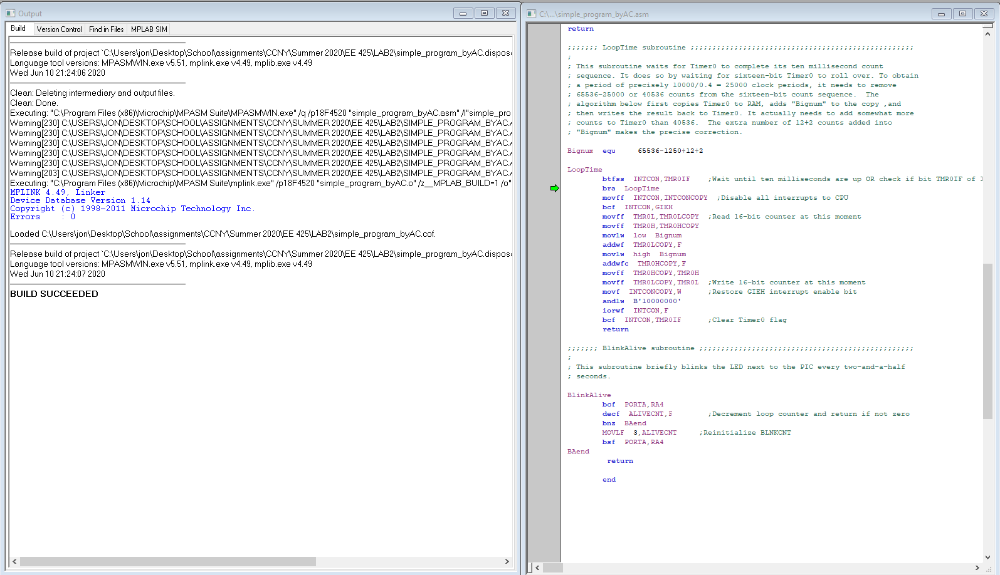 Output
Build Version Control Find in Files MPLAB SIM
Release build of project `C:\Users\jon\Desktop\School\assignments\CCNY\Summer 2020\EE 425\LAB2\simple_program_byAC.dispos
Language tool versions: MPASMWIN.exe v5.51, mplink.exe v4.49, mplib.exe v4.49
Wed Jun 10 21:24:06 2020
Clean: Deleting intermediary and output files.
Clean: Done.
Executing: "C:\Program Files (x86)\Microchip\MPASM Suite\MPASMWIN.exe" /q /p18F4520 "simple_program_byAC.asm" /l"simple_pro
Warning[230] C:\USERS\JON\DESKTOP\SCHOOL\ASSIGNMENTS\CCNY\SUMMER 2020\EE 425\LAB2\SIMPLE_PROGRAM_BYAC.
Warning[230] C:\USERS\JON\DESKTOP\SCHOOL\ASSIGNMENTS\CCNY\SUMMER 2020\EE 425\LAB2\SIMPLE_PROGRAM_BYAC.
Warning[230] C:\USERS\JON\DESKTOP\SCHOOL\ASSIGNMENTS\CCNY\SUMMER 2020\EE 425\LAB2\SIMPLE_PROGRAM_BYAC.
Warning[230] C:\USERS\JON\DESKTOP\SCHOOL\ASSIGNMENTS\CCNY\SUMMER 2020\EE 425\LAB2\SIMPLE_PROGRAM_BYAC.
Warning[230] C:\USERS\JON\DESKTOP\SCHOOL\ASSIGNMENTS\CCNY\SUMMER 2020\EE 425\LAB2\SIMPLE_PROGRAM_BYAC.
Warning[203] C:\USERS\JON\DESKTOP\SCHOOL\ASSIGNMENTS\CCNY\SUMMER 2020\EE 425\LAB2\SIMPLE_PROGRAM_BYAC.
Executing: "C:\Program Files (x86)\Microchip\MPASM Suite\mplink.exe" /p18F4520 "simple_program_byAC.o" /z__MPLAB_BUILD=1 /o"
MPLINK 4.49, Linker
Device Database Version 1.14
Copyright (c) 1998-2011 Microchip Technology Inc.
Errors    : 0
Loaded C:\Users\jon\Desktop\School\assignments\CCNY\Summer 2020\EE 425\LAB2\simple_program_byAC.cof.
Release build of project `C:\Users\jon\Desktop\School\assignments\CCNY\Summer 2020\EE 425\LAB2\simple_program_byAC.dispos
Language tool versions: MPASMWIN.exe v5.51, mplink.exe v4.49, mplib.exe v4.49
Wed Jun 10 21:24:07 2020
BUILD SUCCEEDED
C:\...\simple_program_byAC.asm
return
;;;;;;; LoopTime subroutine ;;;;;;;;;;;;;;;;;;;;;;;;;;;;;;;;;;;;;;;;;;;;;;;;;;;
;
; This subroutine waits for Timer0 to complete its ten millisecond count
; sequence. It does so by waiting for sixteen-bit Timer0 to roll over. To obtain
; a period of precisely 10000/0.4 = 25000 clock periods, it needs to remove
; 65536-25000 or 40536 counts from the sixteen-bit count sequence.  The
; algorithm below first copies Timer0 to RAM, adds "Bignum" to the copy ,and
; then writes the result back to Timer0. It actually needs to add somewhat more
; counts to Timer0 than 40536.  The extra number of 12+2 counts added into
; "Bignum" makes the precise correction.
Bignum  equ     65536-1250+12+2
LoopTime
btfss  INTCON,TMR0IF    ;Wait until ten milliseconds are up OR check if bit TMR0IF of I
bra  LoopTime
movff  INTCON,INTCONCOPY  ;Disable all interrupts to CPU
bcf  INTCON,GIEH
movff  TMR0L,TMR0LCOPY  ;Read 16-bit counter at this moment
movff  TMR0H,TMR0HCOPY
movlw  low  Bignum
addwf  TMR0LCOPY,F
movlw  high  Bignum
addwfc  TMR0HCOPY,F
movff  TMR0HCOPY,TMR0H
movff  TMR0LCOPY,TMR0L  ;Write 16-bit counter at this moment
movf  INTCONCOPY,W      ;Restore GIEH interrupt enable bit
andlw  B'10000000'
iorwf  INTCON,F
bcf  INTCON,TMR0IF      ;Clear Timer0 flag
return
;;;;;;; BlinkAlive subroutine ;;;;;;;;;;;;;;;;;;;;;;;;;;;;;;;;;;;;;;;;;;;;;;;;;
;
; This subroutine briefly blinks the LED next to the PIC every two-and-a-half
; seconds.
BlinkAlive
bcf  PORTA,RA4
decf  ALIVECNT,F        ;Decrement loop counter and return if not zero
bnz  BAend
MOVLF  3,ALIVECNT     ;Reinitialize BLNKCNT
bsf  PORTA,RA4
BAend
return
end